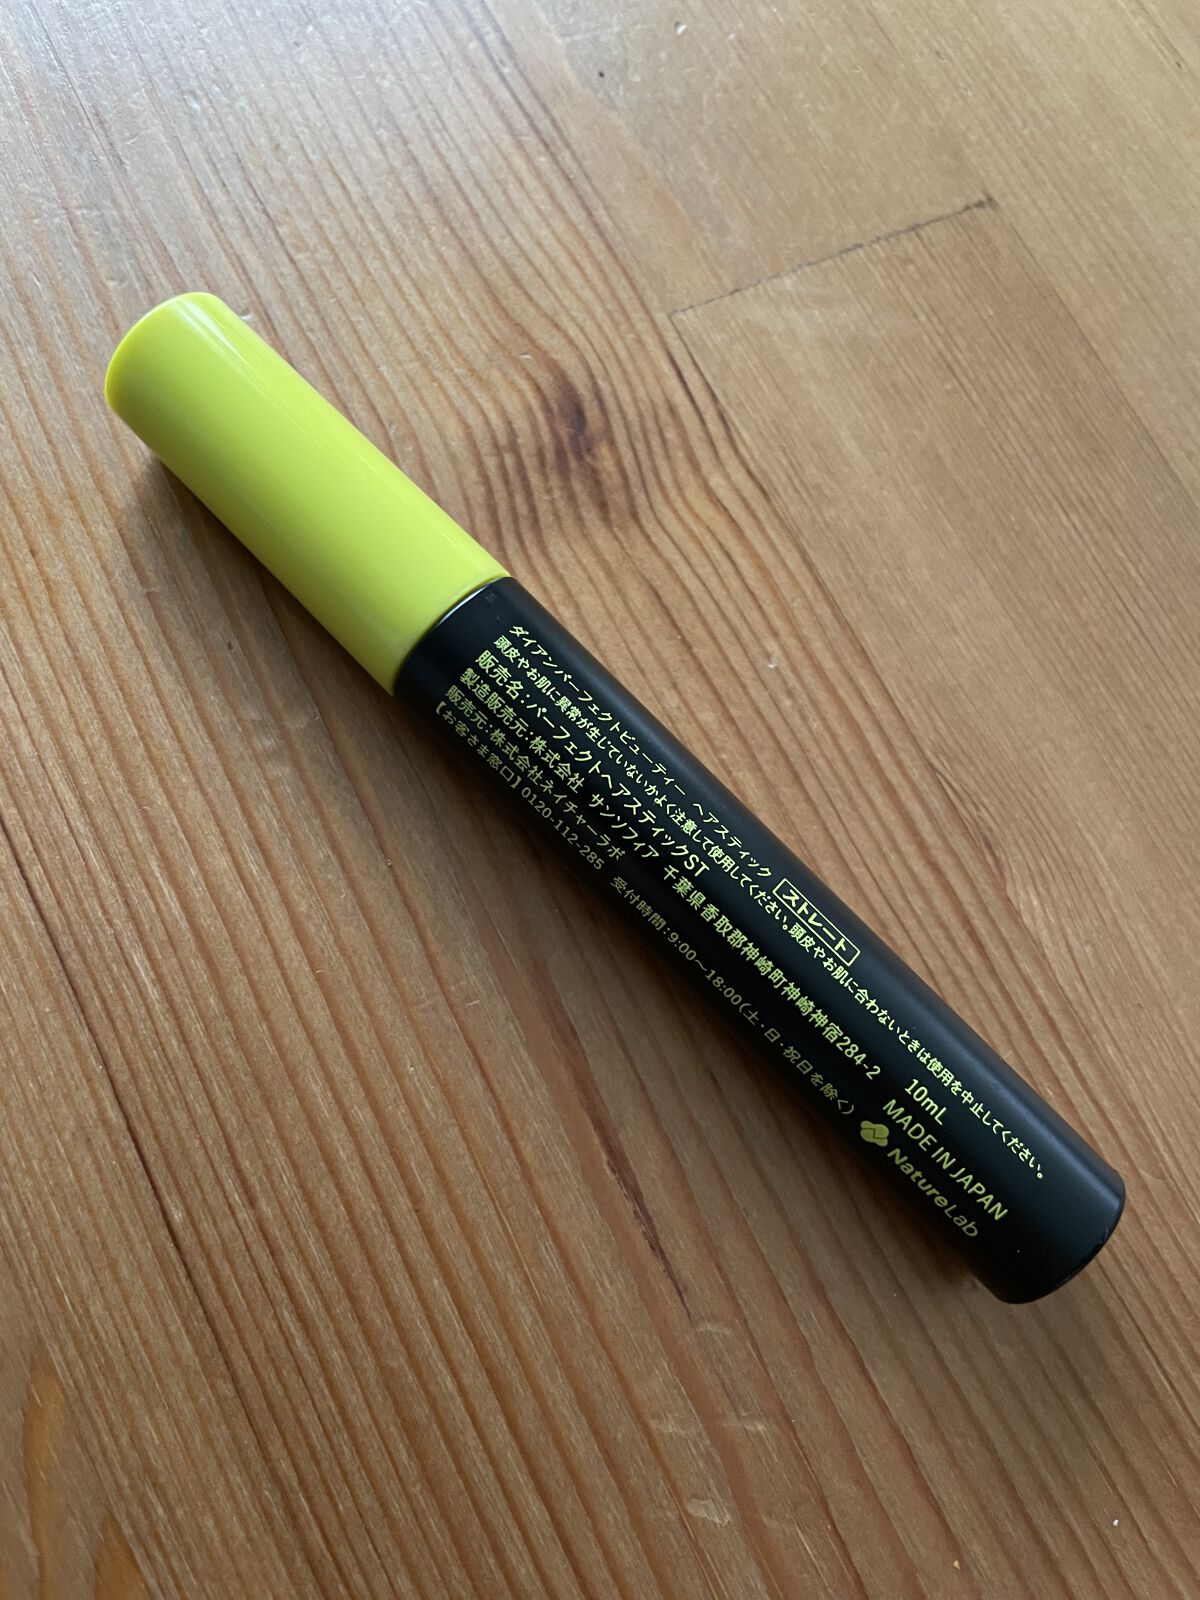 ダイアンパーフェクトビューティー ヘアスティック ストレート
頭皮やお肌に異常が生じていないかよく注意して使用してください。頭皮やお肌に合わないときは使用を中止してください。
販売名:パーフェクトヘアスティックST 10mL
製造販売元:株式会社 サンソフィア 千葉県香取郡神崎町神崎神宿284-2 MADE IN JAPAN
販売元:株式会社ネイチャーラボ
【お客さま窓口】0120-112-285 受付時間:9:00〜18:00(土・日・祝日を除く) NatureLab